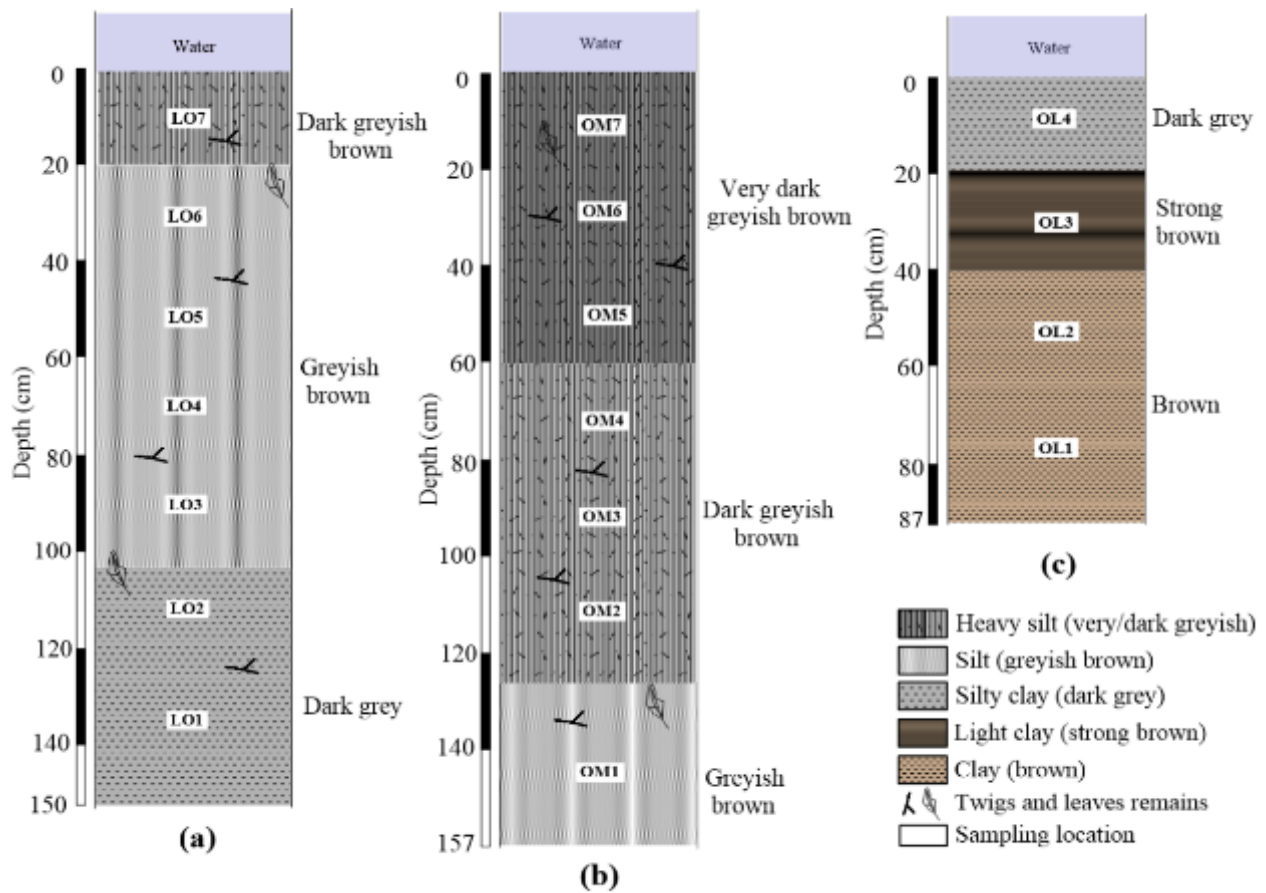 Water
0
20
40
60
80
100
120
140
150
Depth (cm)
LO7
LO6
LO5
LO4
LO3
LO2
LO1
Dark greyish
brown
Greyish
brown
Dark grey
(a)
Water
0
20
40
60
80
100
120
140
157
Depth (cm)
OM7
OM6
OM5
OM4
OM3
OM2
OM1
Very dark
greyish brown
Dark greyish
brown
Greyish
brown
(b)
Water
0
20
40
60
80
87
Depth (cm)
OL4
OL3
OL2
OL1
Dark grey
Strong
brown
Brown
(c)
Heavy silt (very/dark greyish)
Silt (greyish brown)
Silty clay (dark grey)
Light clay (strong brown)
Clay (brown)
Twigs and leaves remains
Sampling location